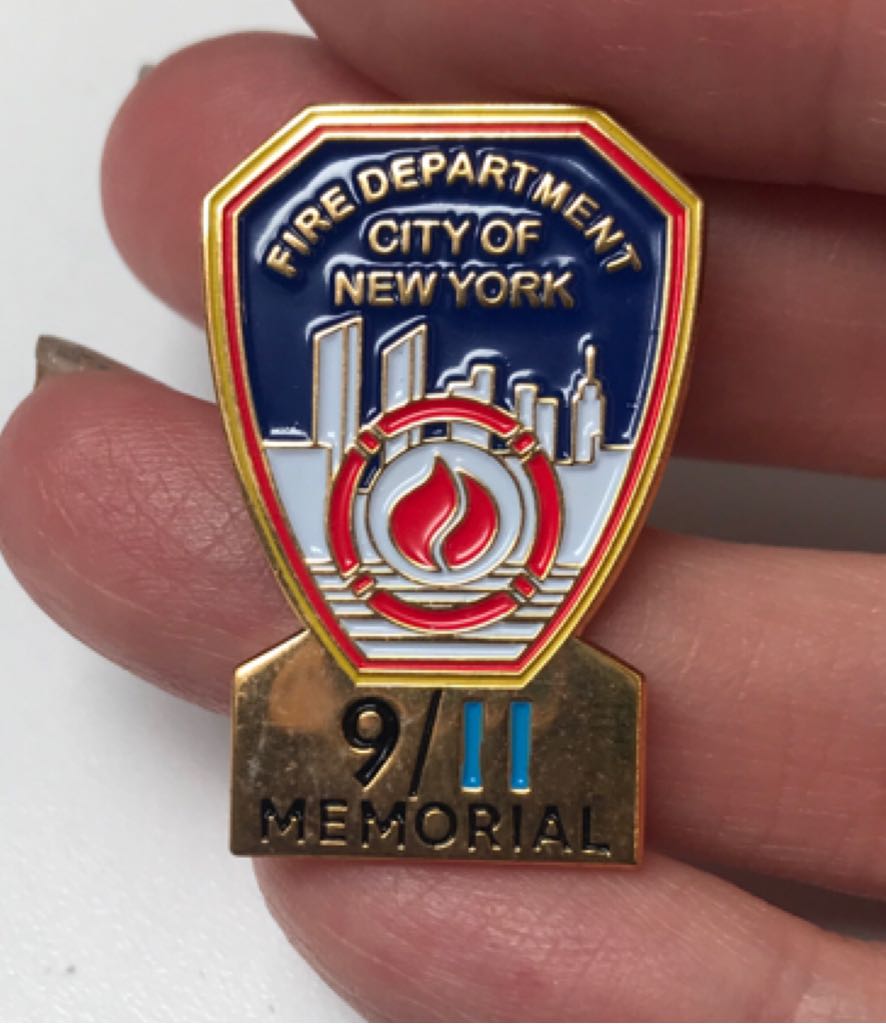 FIRE DEPARTMENT
CITY OF
NEW YORK
9/11
MEMORIAL